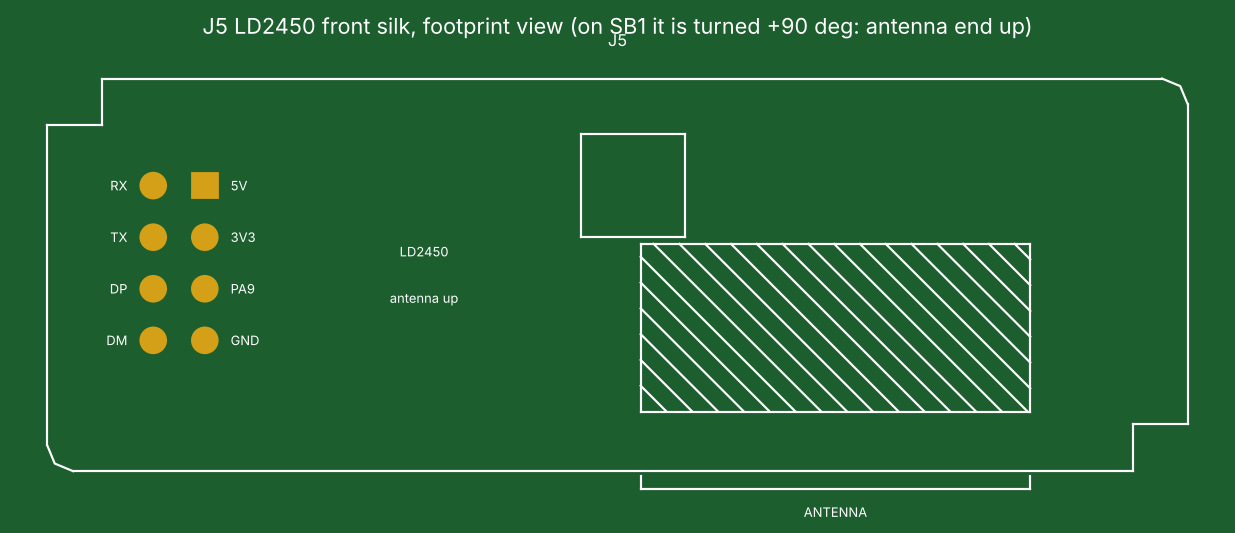 J5 LD2450 front silk, footprint view (on SB1 it is turned +90 deg: antenna end up)
J5
RX 5V
TX 3V3
LD2450
DP PA9
antenna up
DM GND
ANTENNA